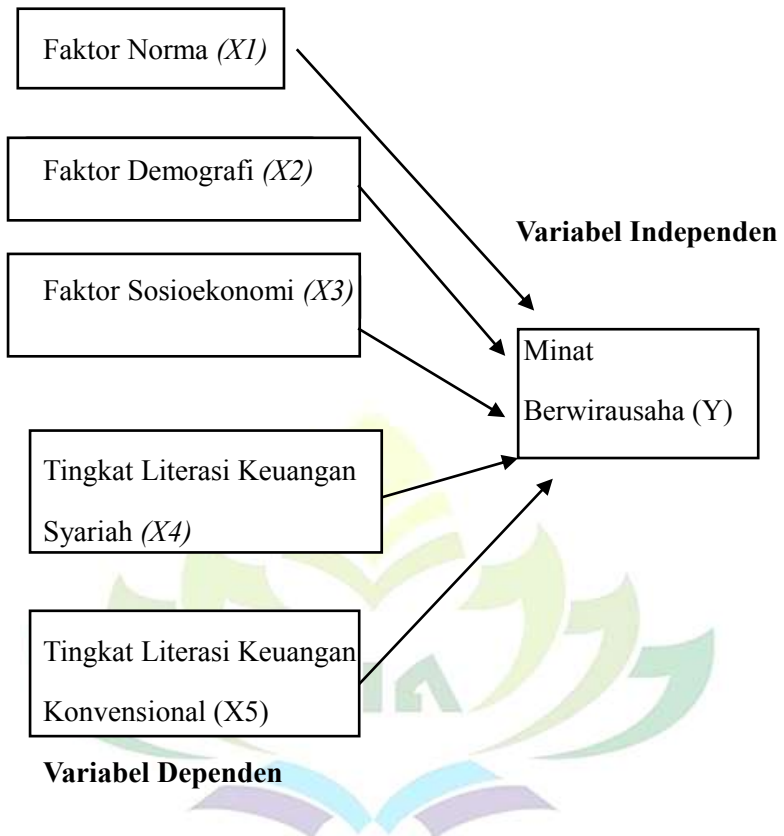 Faktor Norma (X1)
Faktor Demografi (X2)
Variabel Independen
Faktor Sosioekonomi (X3)
Minat
Berwirausaha (Y)
Tingkat Literasi Keuangan
Syariah (X4)
Tingkat Literasi Keuangan
Konvensional (X5)
Variabel Dependen